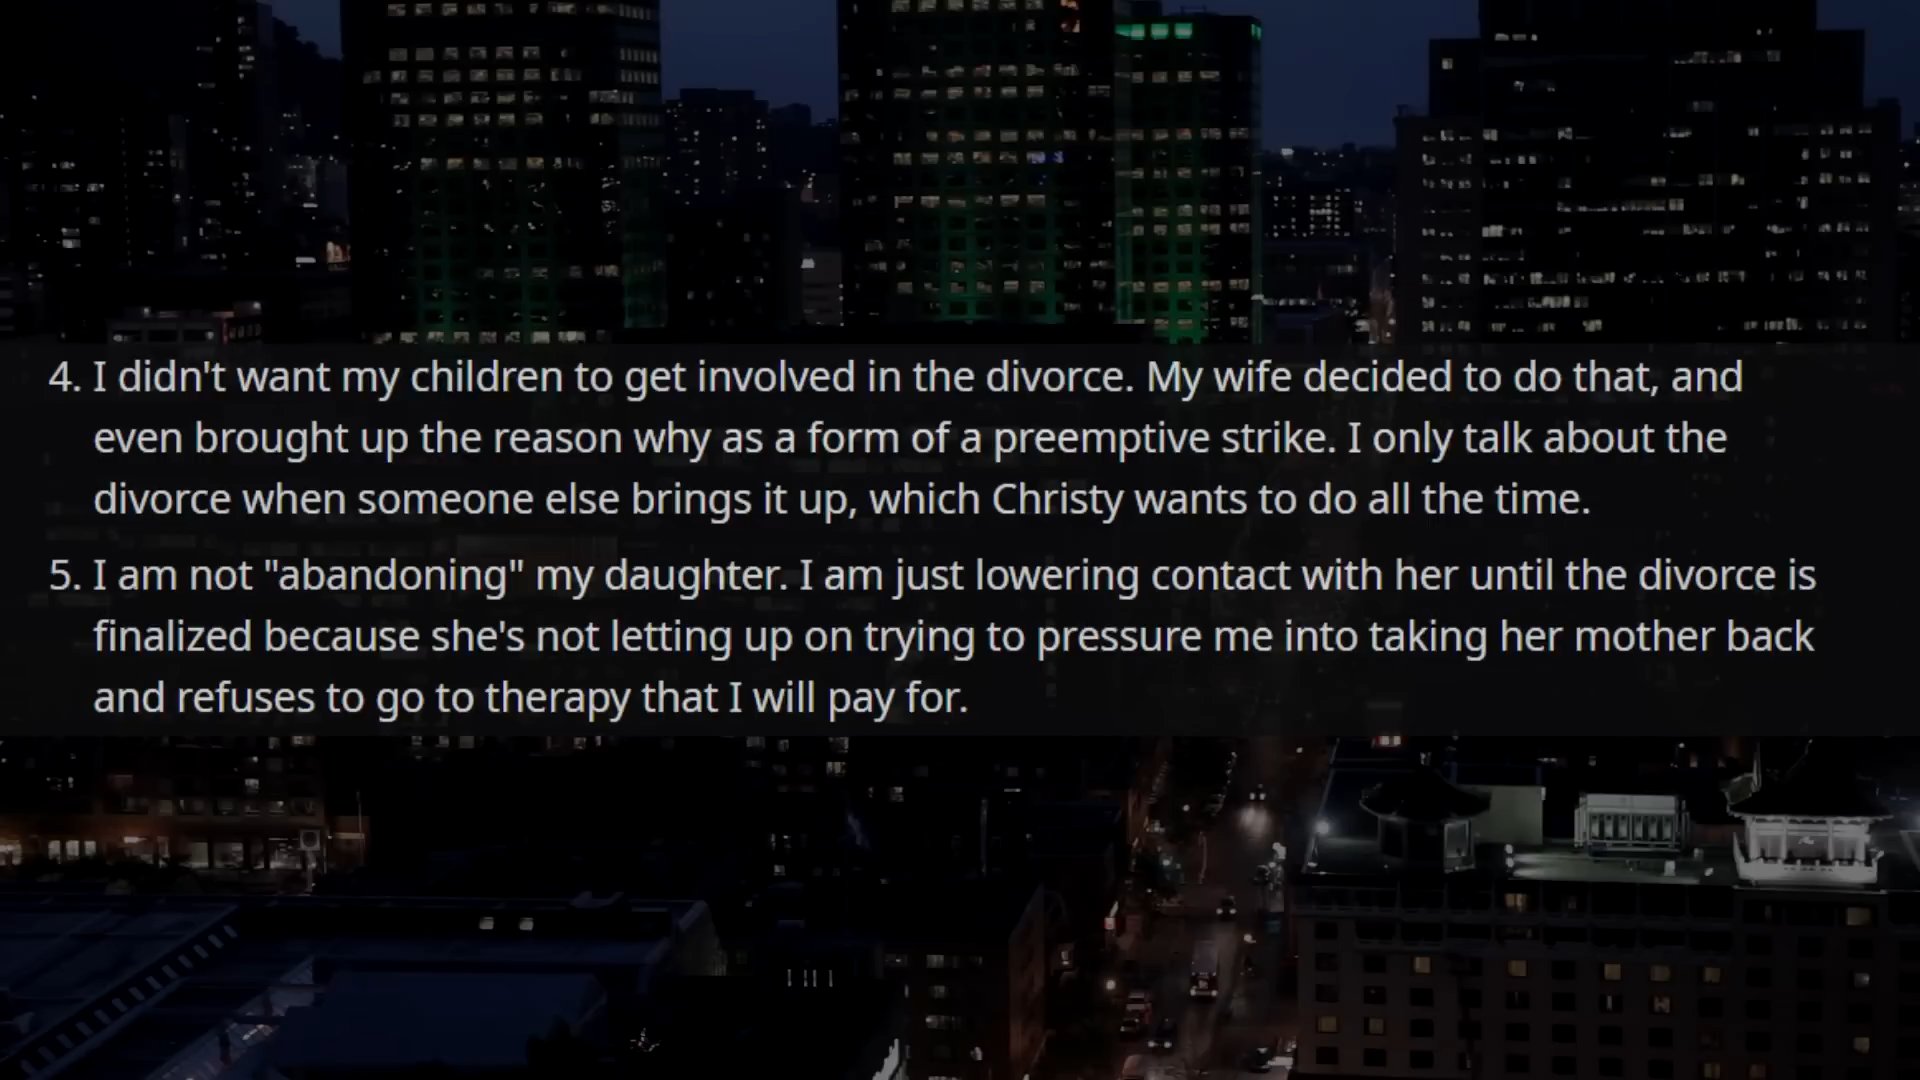 4. I didn't want my children to get involved in the divorce. My wife decided to do that, and
even brought up the reason why as a form of a preemptive strike. I only talk about the
divorce when someone else brings it up, which Christy wants to do all the time.
5. I am not "abandoning" my daughter. I am just lowering contact with her until the divorce is
finalized because she's not letting up on trying to pressure me into taking her mother back
and refuses to go to therapy that I will pay for.